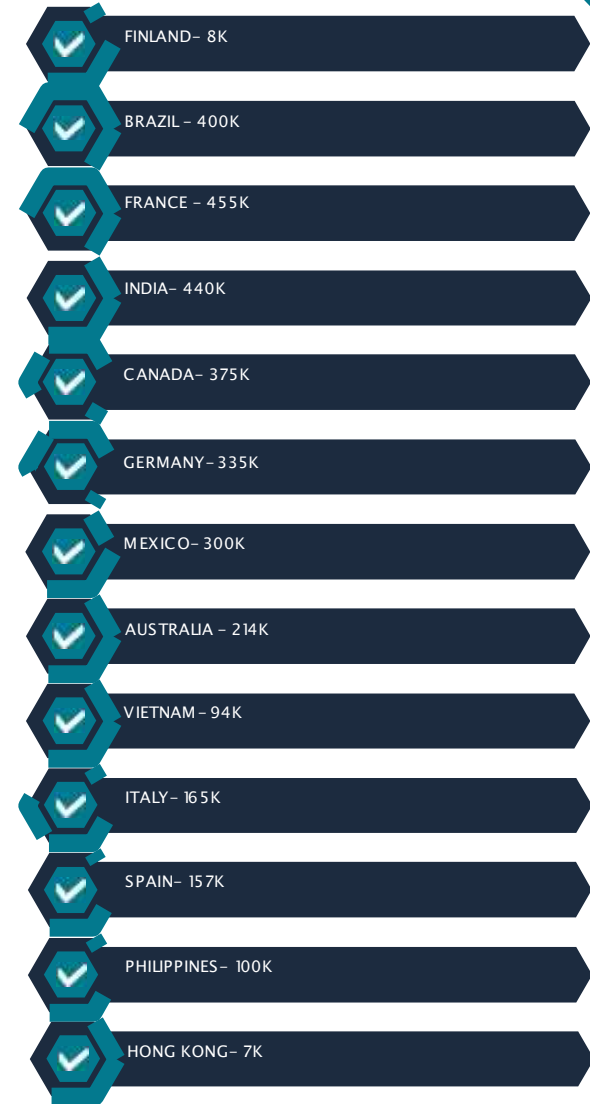 FINLAND– 8K
BRAZIL – 400K
FRANCE – 455K
INDIA– 440K
CANADA– 375K
GERMANY– 335K
MEXICO– 300K
AUSTRALIA – 214K
VIETNAM – 94K
ITALY– 165K
SPAIN– 157K
PHILIPPINES– 100K
HONG KONG– 7K